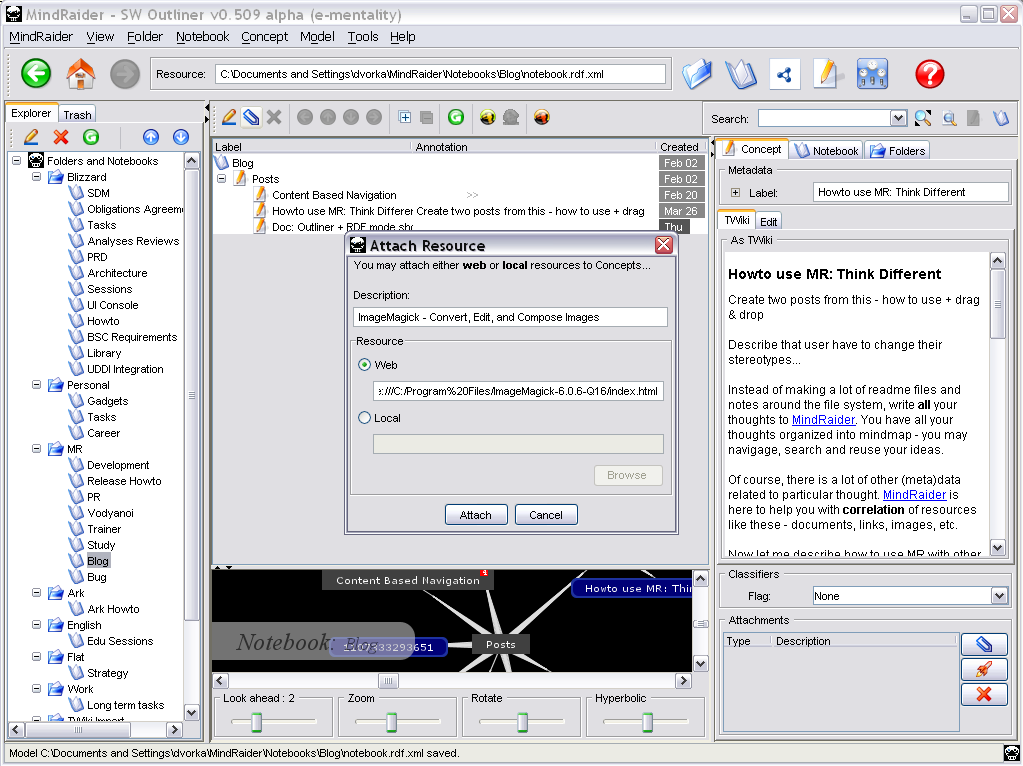 MindRaider - SW Outliner v0.509 alpha (e-mentality)
MindRaider View Folder Notebook Concept Model Tools Help
Resource: C:\Documents and Settings\dvorka\MindRaider\Notebooks\Blog\notebook.rdf.xml
Explorer Trash
Folders and Notebooks
Blizzard
SDM
Obligations Agreem
Tasks
Analyses Reviews
PRD
Architecture
Sessions
UI Console
Howto
BSC Requirements
Library
UDDI Integration
Personal
Gadgets
Tasks
Career
MR
Development
Release Howto
PR
Vodyanoi
Trainer
Study
Blog
Bug
Ark
Ark Howto
English
Edu Sessions
Flat
Strategy
Work
Long term tasks
TWiki Import
Label Annotation Created
Blog Feb 02
Posts Feb 02
Content Based Navigation >> Feb 20
Howto use MR: Think Differer Create two posts from this - how to use + drag Mar 26
Doc: Outliner + RDF mode sho Thu
Attach Resource
You may attach either web or local resources to Concepts...
Description:
ImageMagick - Convert, Edit, and Compose Images
Resource
Web
:///C:/Program%20Files/ImageMagick-6.0.6-Q16/index.html
Local
Browse
Attach Cancel
Content Based Navigation
Howto use MR: Thin
Notebook: Blog
Posts
Look ahead : 2 Zoom Rotate Hyperbolic
Search:
Concept Notebook Folders
Metadata
Label: Howto use MR: Think Different
TWiki Edit
As TWiki
Howto use MR: Think Different
Create two posts from this - how to use + drag
& drop
Describe that user have to change their
stereotypes...
Instead of making a lot of readme files and
notes around the file system, write all your
thoughts to MindRaider. You have all your
thoughts organized into mindmap - you may
navigage, search and reuse your ideas.
Of course, there is a lot of other (meta)data
related to particular thought. MindRaider is
here to help you with correlation of resources
like these - documents, links, images, etc.
Now let me describe how to use MR with other
Classifiers
Flag: None
Attachments
Type Description
Model C:\Documents and Settings\dvorka\MindRaider\Notebooks\Blog\notebook.rdf.xml saved.